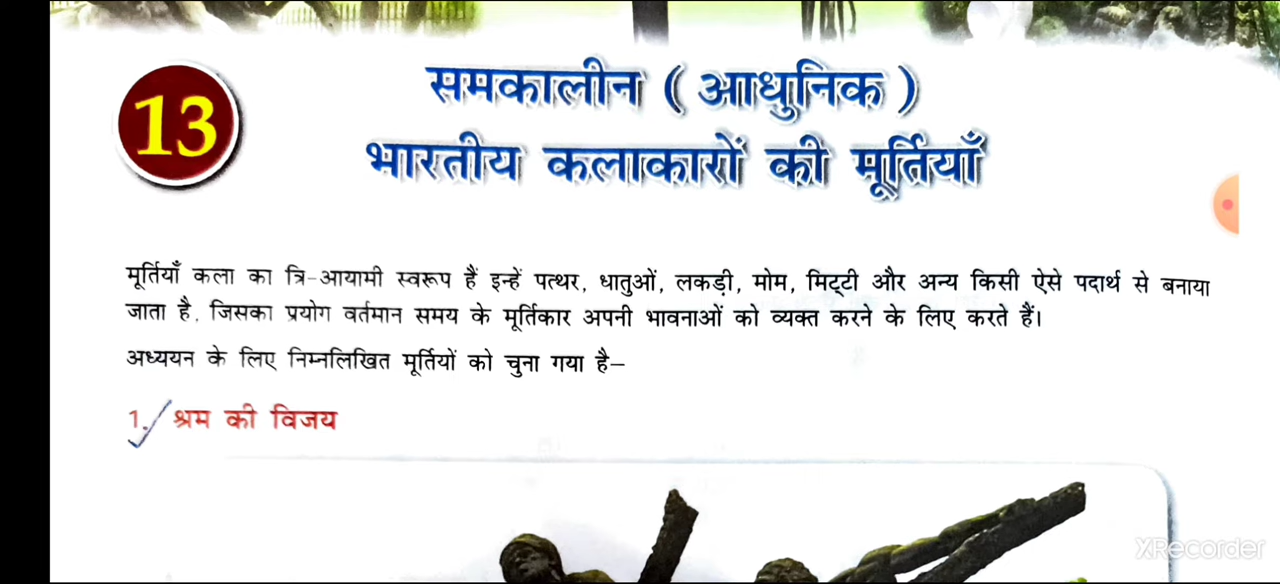 13
समकालीन ( आधुनिक )
भारतीय कलाकारों की मूर्तियाँ
मूर्तियाँ कला का त्रि-आयामी स्वरूप हैं इन्हें पत्थर, धातुओं, लकड़ी, मोम, मिट्टी और अन्य किसी ऐसे पदार्थ से बनाया
जाता है, जिसका प्रयोग वर्तमान समय के मूर्तिकार अपनी भावनाओं को व्यक्त करने के लिए करते हैं।
अध्ययन के लिए निम्नलिखित मूर्तियों को चुना गया है–
1. श्रम की विजय
XRecorder